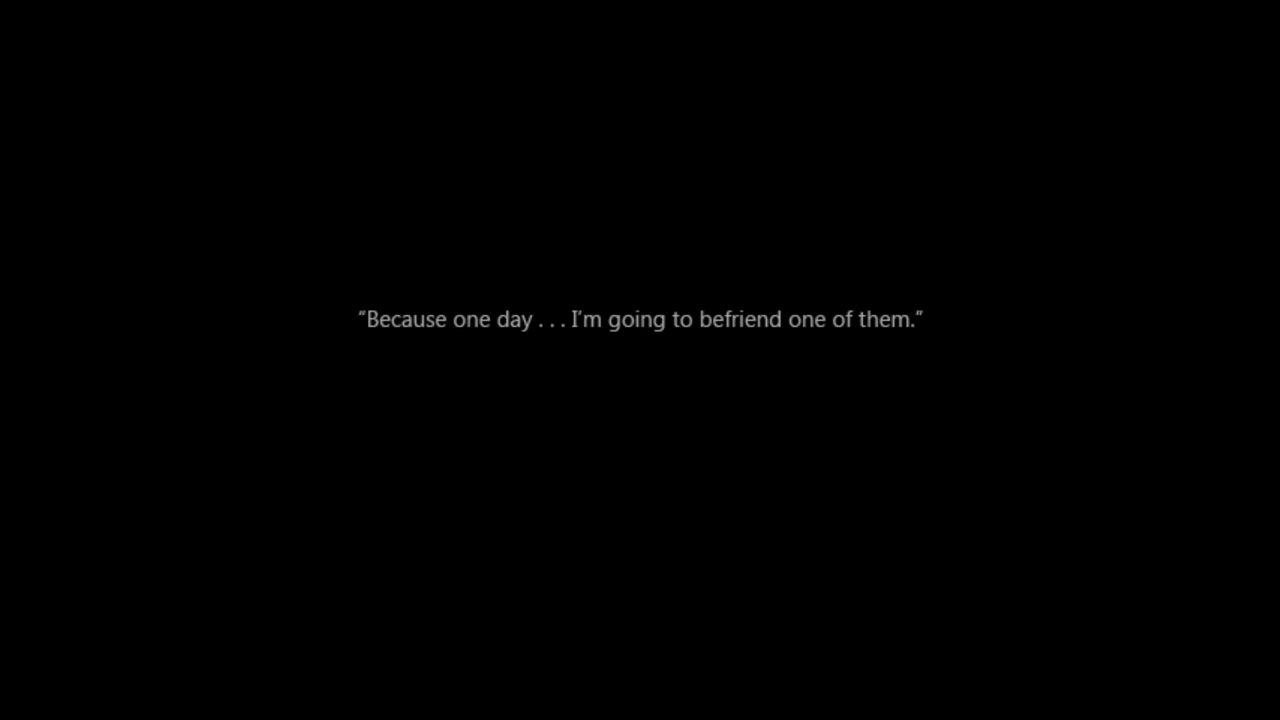 “Because one day . . . I’m going to befriend one of them.”